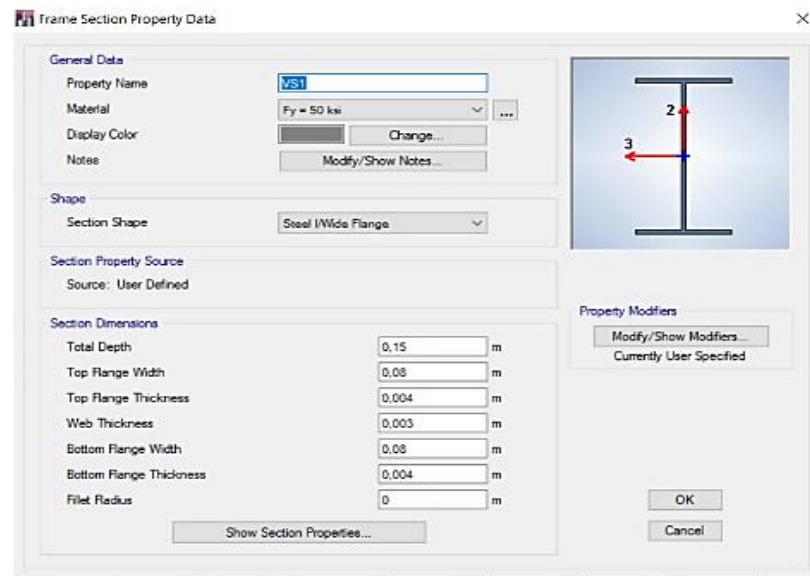 Frame Section Property Data
General Data
Property Name VS1
Material Fy = 50 ksi ...
Display Color Change...
Notes Modify/Show Notes...
Shape
Section Shape Steel I/Wide Flange
Section Property Source
Source: User Defined
Section Dimensions
Total Depth 0,15 m
Top Flange Width 0,08 m
Top Flange Thickness 0,004 m
Web Thickness 0,003 m
Bottom Flange Width 0,08 m
Bottom Flange Thickness 0,004 m
Fillet Radius 0 m
Show Section Properties...
2
3
Property Modifiers
Modify/Show Modifiers...
Currently User Specified
OK
Cancel